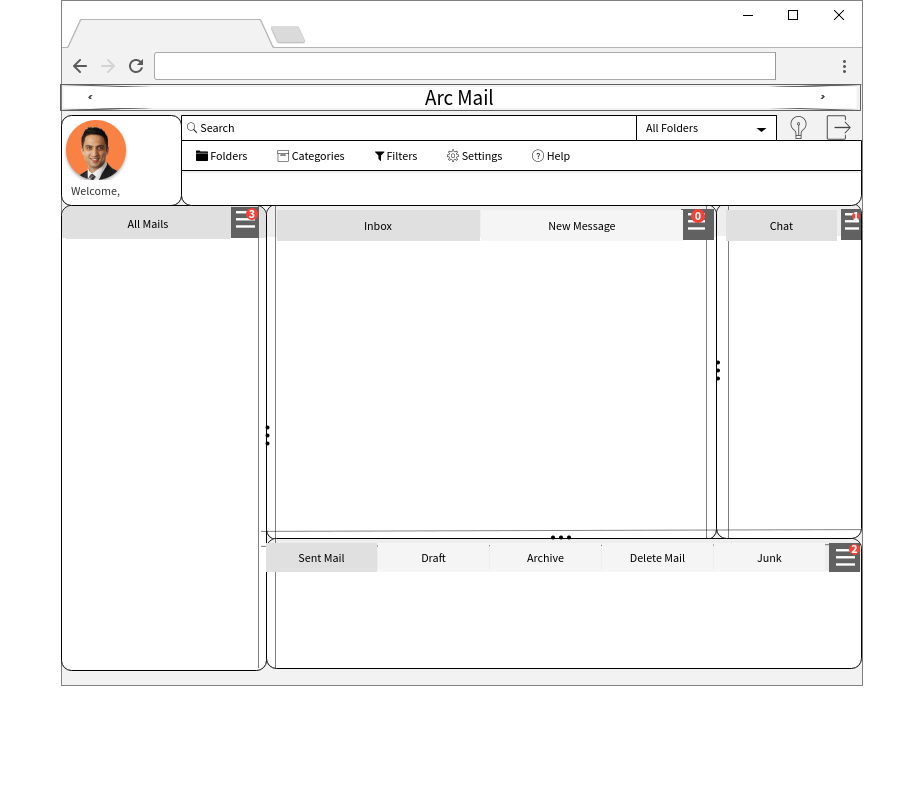 Arc Mail
Search
All Folders
Folders Categories Filters Settings Help
Welcome,
All Mails 3
Inbox New Message 0
Chat 1
Sent Mail Draft Archive Delete Mail Junk 2